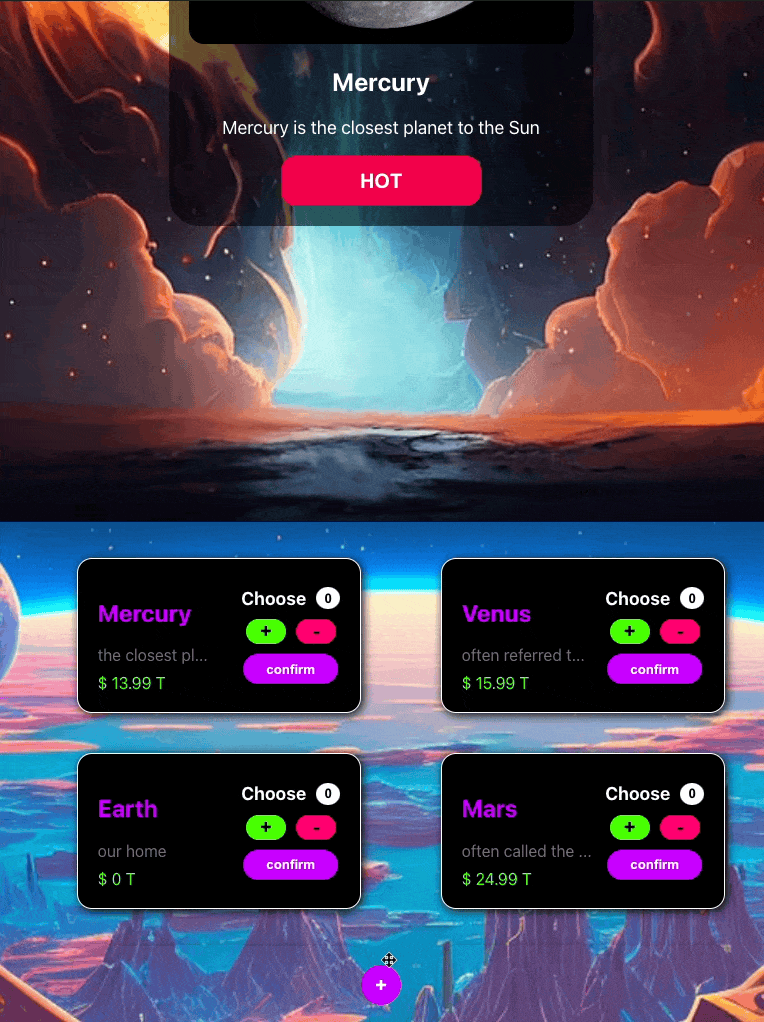 Mercury
Mercury is the closest planet to the Sun
HOT
Mercury
the closest pl...
$ 13.99 T
Choose 0
+ -
confirm
Venus
often referred t...
$ 15.99 T
Choose 0
+ -
confirm
Earth
our home
$ 0 T
Choose 0
+ -
confirm
Mars
often called the ...
$ 24.99 T
Choose 0
+ -
confirm
+